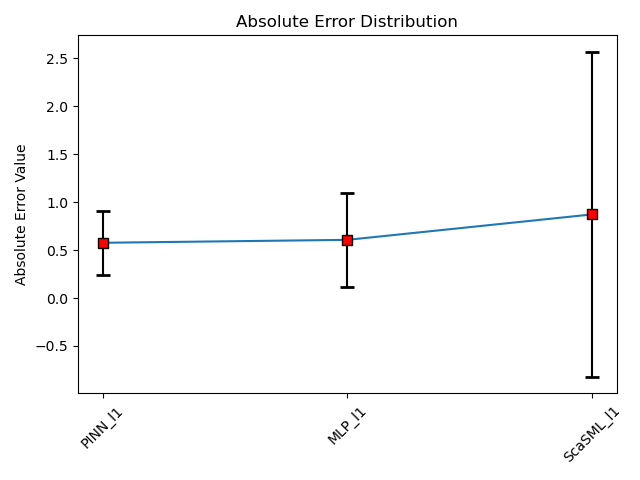 Absolute Error Distribution
Absolute Error Value
2.5
2.0
1.5
1.0
0.5
0.0
−0.5
PINN_l1
MLP_l1
ScaSML_l1